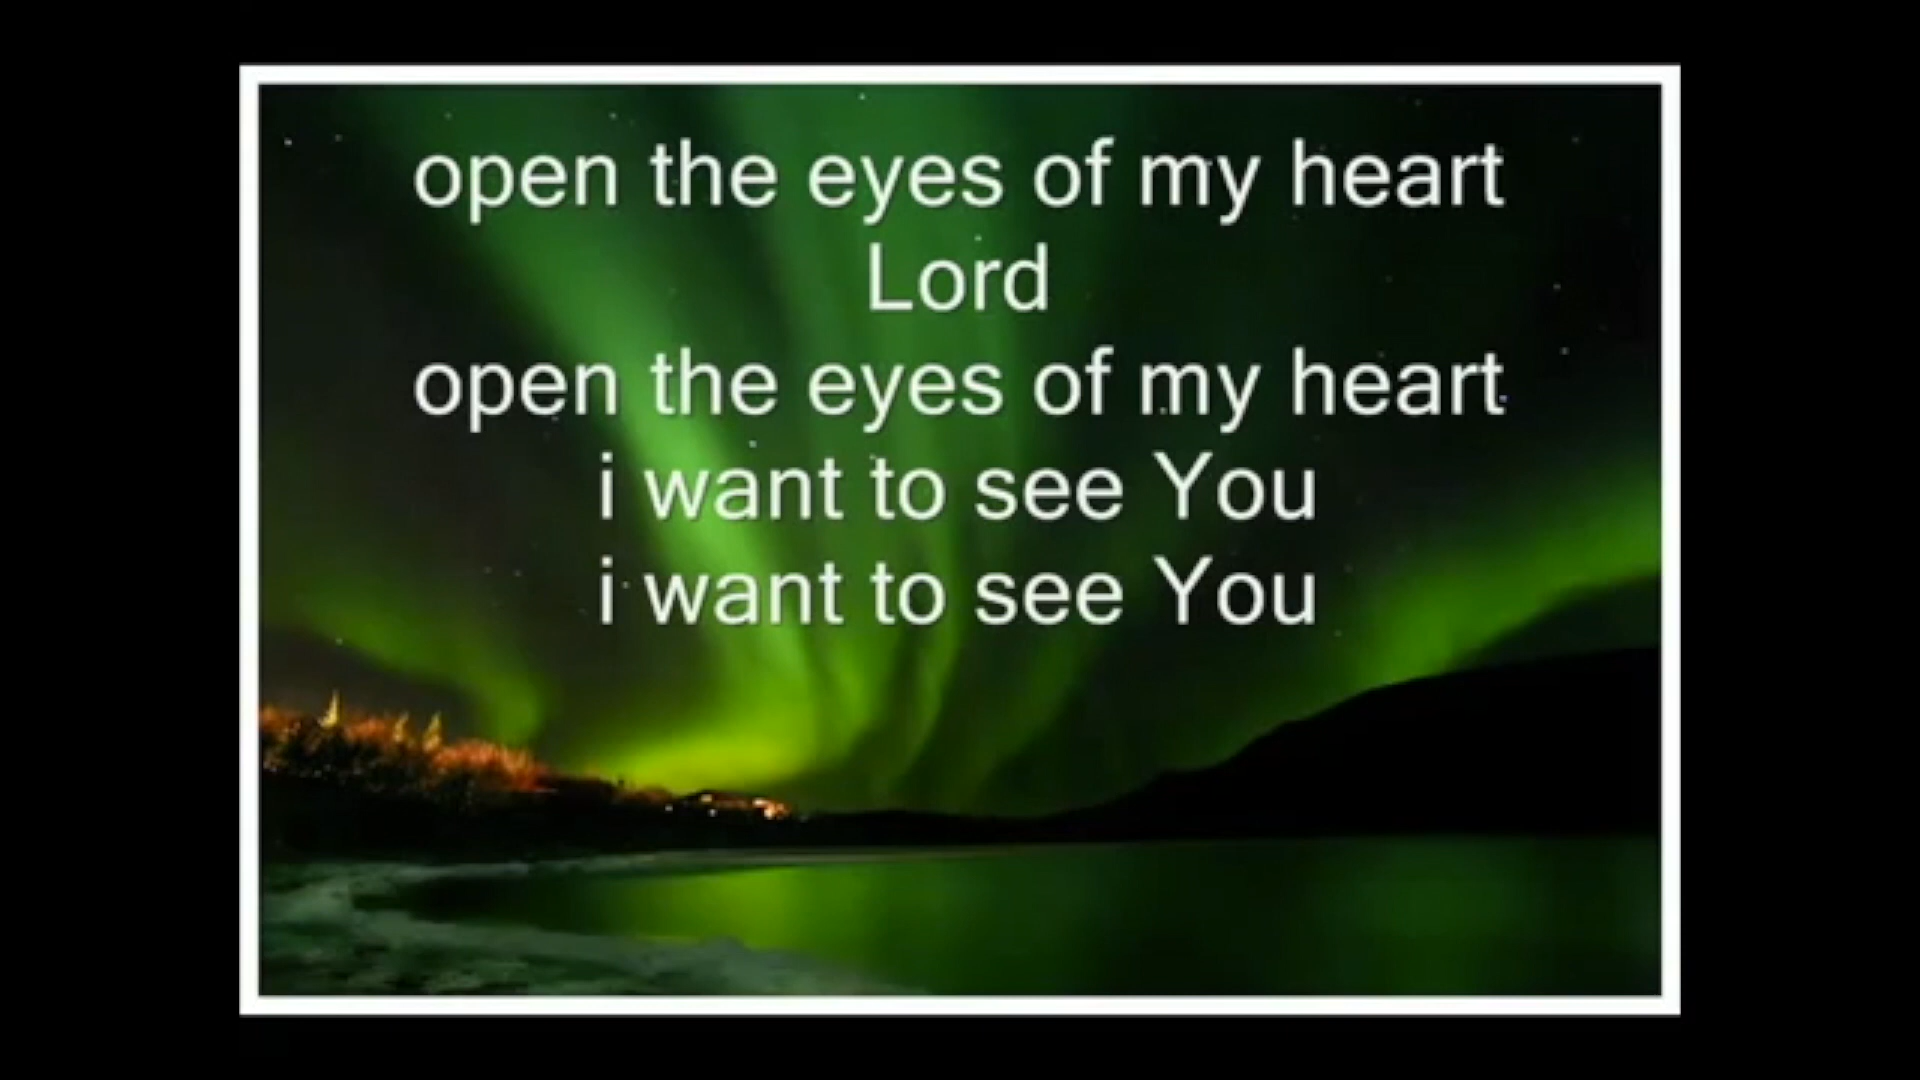 open the eyes of my heart
Lord
open the eyes of my heart
i want to see You
i want to see You